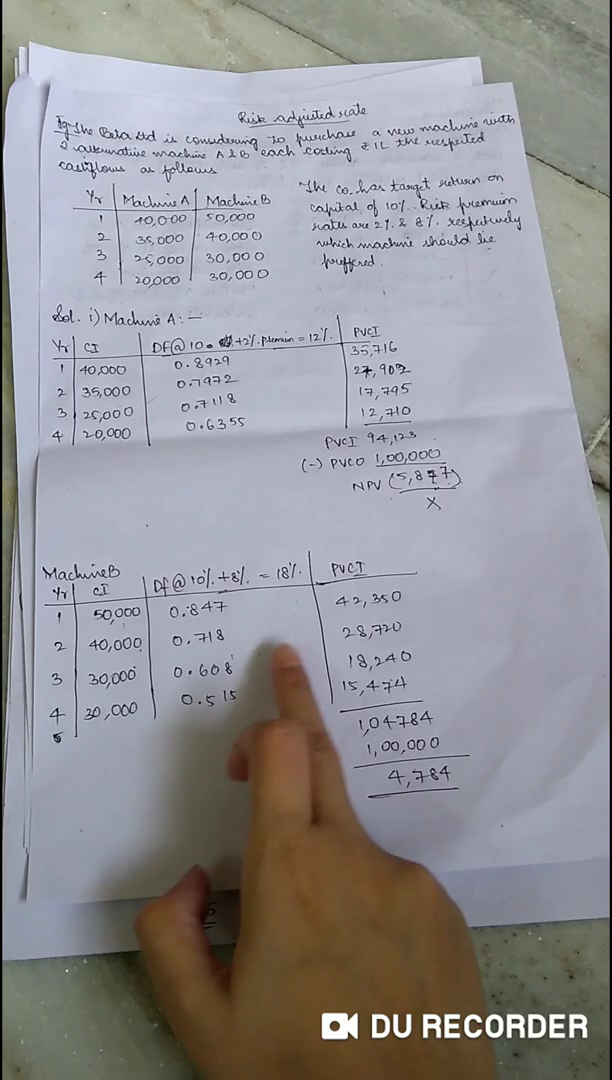 Risk adjusted rate
Eg The Beta Ltd is considering to purchase a new machine with
2 alternative machine A & B each costing ₹ 1L the respected
cashflows as follows
Yr Machine A Machine B
1 40,000 50,000
2 35,000 40,000
3 25,000 30,000
4 20,000 30,000
The co. has target return on
capital of 10%. Risk premium
rates are 2% & 8% respectively
which machine should be
preffered.
Sol. i) Machine A :—
Yr CI DF@ 10% +2% premium = 12% PVCI
1 40,000 0.8929 35,716
2 35,000 0.7972 27,902
3 25,000 0.7118 17,795
4 20,000 0.6355 12,710
PVCI 94,123
(-) PVCO 1,00,000
NPV (5,877)
X
Machine B
Yr CI Df @ 10% +8% = 18% PVCI
1 50,000 0.847 42,350
2 40,000 0.718 28,720
3 30,000 0.608 18,240
4 30,000 0.515 15,474
5
1,04784
1,00,000
4,784
DU RECORDER